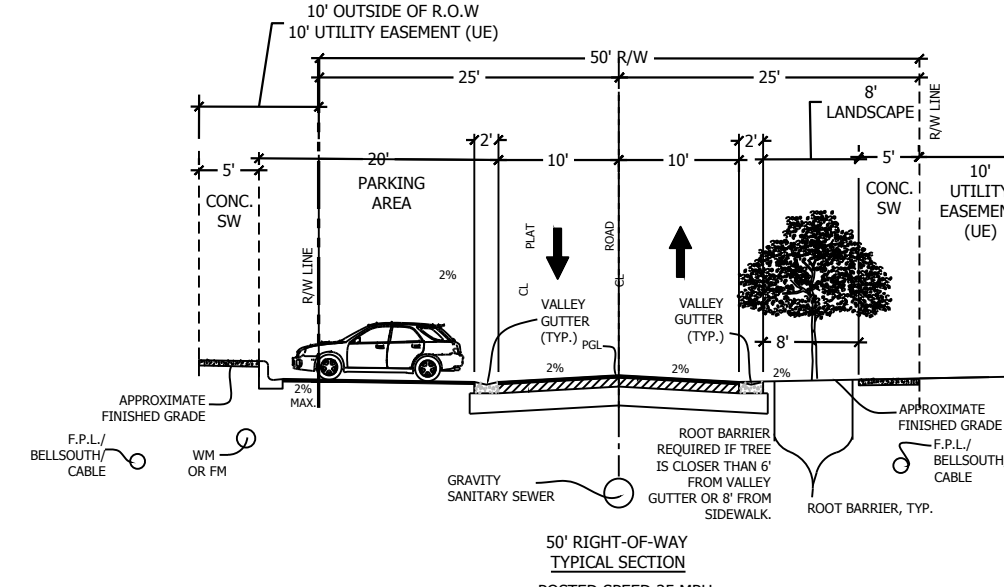 10' OUTSIDE OF R.O.W
10' UTILITY EASEMENT (UE)
50' R/W
25'
25'
8'
LANDSCAPE
R/W LINE
2'
2'
5'
20'
10'
10'
5'
CONC.
SW
PARKING
AREA
CONC.
SW
10'
UTILITY
EASEMEN
(UE)
R/W LINE
2%
CL
PLAT
ROAD
CL
VALLEY
GUTTER
(TYP.)
PGL
VALLEY
GUTTER
(TYP.)
8'
2%
MAX.
2%
2%
2%
APPROXIMATE
FINISHED GRADE
F.P.L./
BELLSOUTH/
CABLE
WM
OR FM
GRAVITY
SANITARY SEWER
ROOT BARRIER
REQUIRED IF TREE
IS CLOSER THAN 6'
FROM VALLEY
GUTTER OR 8' FROM
SIDEWALK.
ROOT BARRIER, TYP.
APPROXIMATE
FINISHED GRADE
F.P.L./
BELLSOUTH
CABLE
50' RIGHT-OF-WAY
TYPICAL SECTION